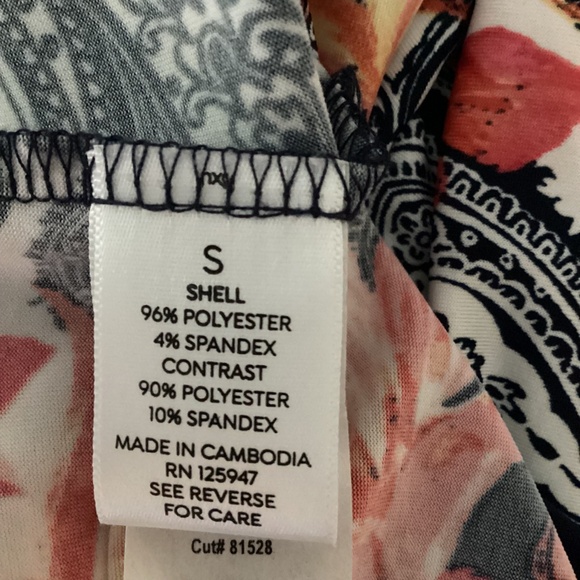 S
SHELL
96% POLYESTER
4% SPANDEX
CONTRAST
90% POLYESTER
10% SPANDEX
MADE IN CAMBODIA
RN 125947
SEE REVERSE
FOR CARE
Cut# 81528